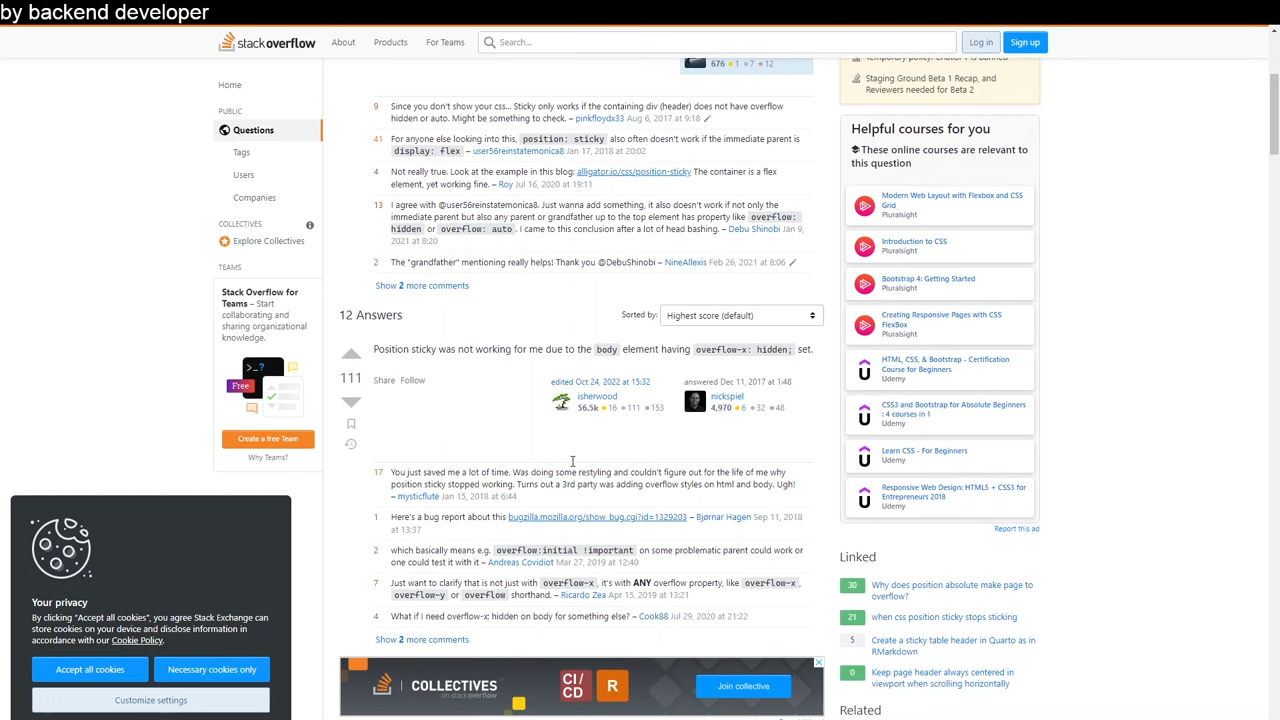 by backend developer
stackoverflow
About
Products
For Teams
Search...
Log in
Sign up
676 1 7 12
Staging Ground Beta 1 Recap, and
Reviewers needed for Beta 2
Home
PUBLIC
Questions
Tags
Users
Companies
COLLECTIVES
Explore Collectives
TEAMS
Stack Overflow for
Teams – Start
collaborating and
sharing organizational
knowledge.
Free
Create a free Team
Why Teams?
9 Since you don't show your css... Sticky only works if the containing div (header) does not have overflow
hidden or auto. Might be something to check. – pinkfloydx33 Aug 6, 2017 at 9:18
41 For anyone else looking into this, position: sticky also often doesn't work if the immediate parent is
display: flex – user56reinstatemonica8 Jan 17, 2018 at 20:02
4 Not really true. Look at the example in this blog: alligator.io/css/position-sticky The container is a flex
element, yet working fine. – Roy Jul 16, 2020 at 19:11
13 I agree with @user56reinstatemonica8. Just wanna add something, it also doesn't work if not only the
immediate parent but also any parent or grandfather up to the top element has property like overflow:
hidden or overflow: auto . I came to this conclusion after a lot of head bashing. – Debu Shinobi Jan 9,
2021 at 8:20
2 The "grandfather" mentioning really helps! Thank you @DebuShinobi – NineAllexis Feb 26, 2021 at 8:06
Show 2 more comments
12 Answers
Sorted by:
Highest score (default)
Position sticky was not working for me due to the body element having overflow-x: hidden; set.
111
Share Follow
edited Oct 24, 2022 at 15:32
isherwood
56.5k 16 111 153
answered Dec 11, 2017 at 1:48
nickspiel
4,970 6 32 48
17 You just saved me a lot of time. Was doing some restyling and couldn't figure out for the life of me why
position sticky stopped working. Turns out a 3rd party was adding overflow styles on html and body. Ugh!
– mysticflute Jan 15, 2018 at 6:44
1 Here's a bug report about this bugzilla.mozilla.org/show_bug.cgi?id=1329203 – Bjørnar Hagen Sep 11, 2018
at 13:37
2 which basically means e.g. overflow:initial !important on some problematic parent could work or
one could test it with it – Andreas Covidiot Mar 27, 2019 at 12:40
7 Just want to clarify that is not just with overflow-x, it's with ANY overflow property, like overflow-x,
overflow-y or overflow shorthand. – Ricardo Zea Apr 15, 2019 at 13:21
4 What if I need overflow-x: hidden on body for something else? – Cook88 Jul 29, 2020 at 21:22
Show 2 more comments
COLLECTIVES
on stackoverflow
CI/
CD
R
Join collective
Helpful courses for you
These online courses are relevant to
this question
Modern Web Layout with Flexbox and CSS
Grid
Pluralsight
Introduction to CSS
Pluralsight
Bootstrap 4: Getting Started
Pluralsight
Creating Responsive Pages with CSS
FlexBox
Pluralsight
HTML, CSS, & Bootstrap - Certification
Course for Beginners
Udemy
CSS3 and Bootstrap for Absolute Beginners
: 4 courses in 1
Udemy
Learn CSS - For Beginners
Udemy
Responsive Web Design: HTML5 + CSS3 for
Entrepreneurs 2018
Udemy
Report this ad
Linked
30 Why does position absolute make page to
overflow?
21 when css position sticky stops sticking
5 Create a sticky table header in Quarto as in
RMarkdown
0 Keep page header always centered in
viewport when scrolling horizontally
Related
Your privacy
By clicking “Accept all cookies”, you agree Stack Exchange can
store cookies on your device and disclose information in
accordance with our Cookie Policy.
Accept all cookies
Necessary cookies only
Customize settings